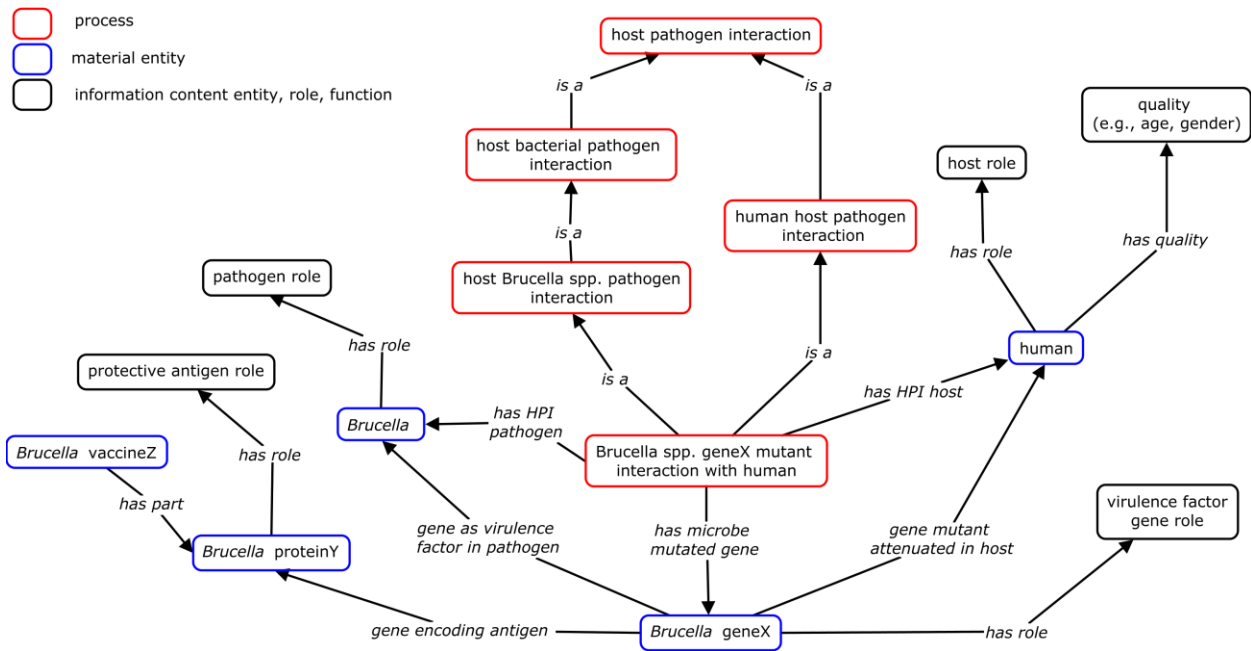 process
material entity
information content entity, role, function
host pathogen interaction
is a
is a
quality
(e.g., age, gender)
host bacterial pathogen
interaction
host role
human host pathogen
interaction
is a
has role
has quality
pathogen role
host Brucella spp. pathogen
interaction
has role
human
protective antigen role
is a
is a
has HPI host
Brucella
has HPI
pathogen
Brucella vaccineZ
has role
Brucella spp. geneX mutant
interaction with human
has part
virulence factor
gene role
gene as virulence
factor in pathogen
has microbe
mutated gene
gene mutant
attenuated in host
Brucella proteinY
gene encoding antigen
Brucella geneX
has role